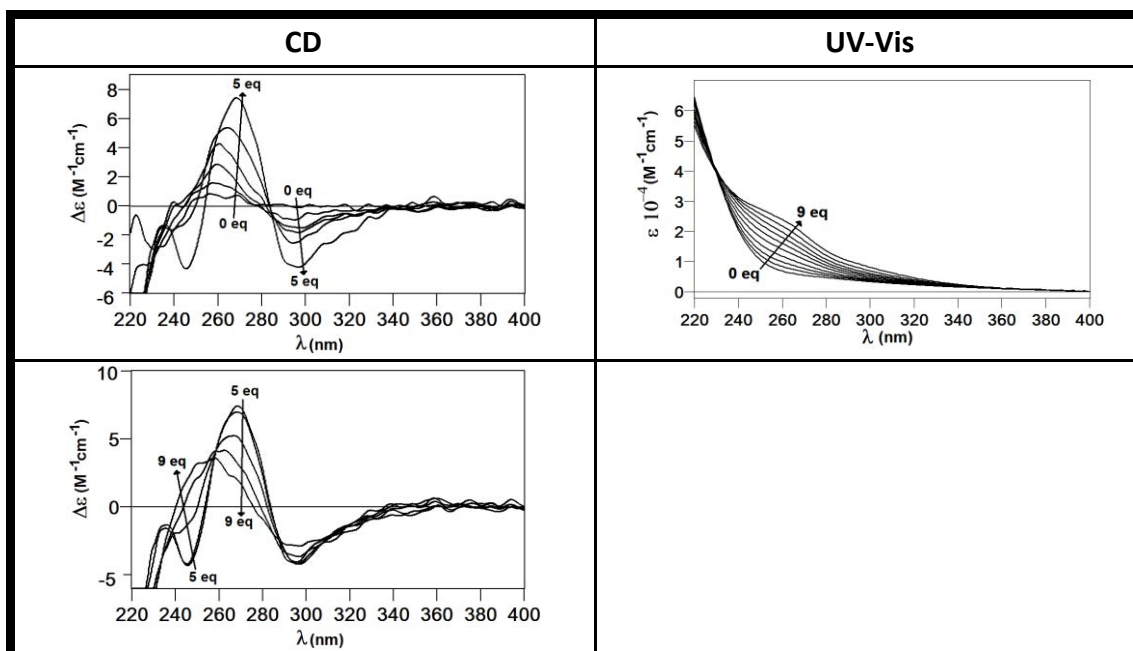 CD
UV-Vis
Δε (M⁻¹cm⁻¹)
8
6
4
2
0
-2
-4
-6
5 eq
0 eq
0 eq
5 eq
220 240 260 280 300 320 340 360 380 400
λ (nm)
ε 10⁻⁴ (M⁻¹cm⁻¹)
6
5
4
3
2
1
0
9 eq
0 eq
220 240 260 280 300 320 340 360 380 400
λ (nm)
Δε (M⁻¹cm⁻¹)
10
5
0
-5
5 eq
9 eq
9 eq
5 eq
220 240 260 280 300 320 340 360 380 400
λ (nm)